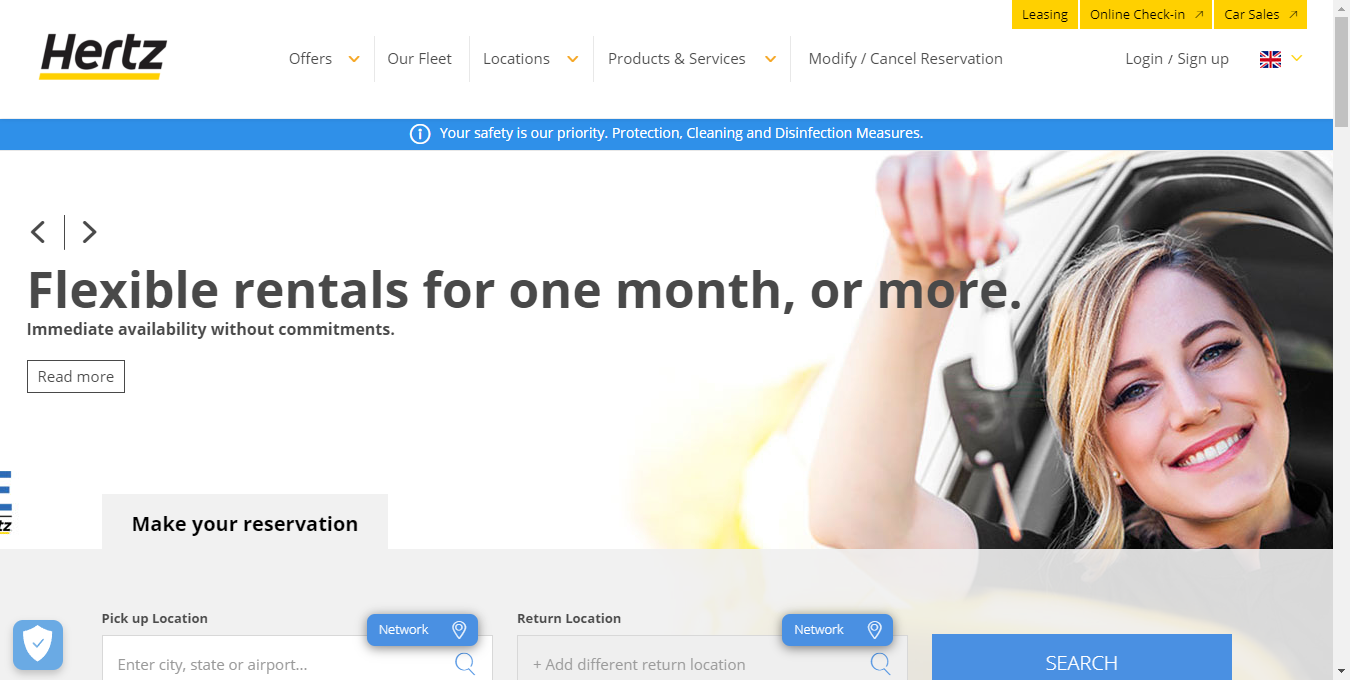 Leasing
Online Check-in
Car Sales
Hertz
Offers
Our Fleet
Locations
Products & Services
Modify / Cancel Reservation
Login / Sign up
Your safety is our priority. Protection, Cleaning and Disinfection Measures.
Flexible rentals for one month, or more.
Immediate availability without commitments.
Read more
Make your reservation
Pick up Location
Network
Enter city, state or airport...
Return Location
Network
+ Add different return location
SEARCH